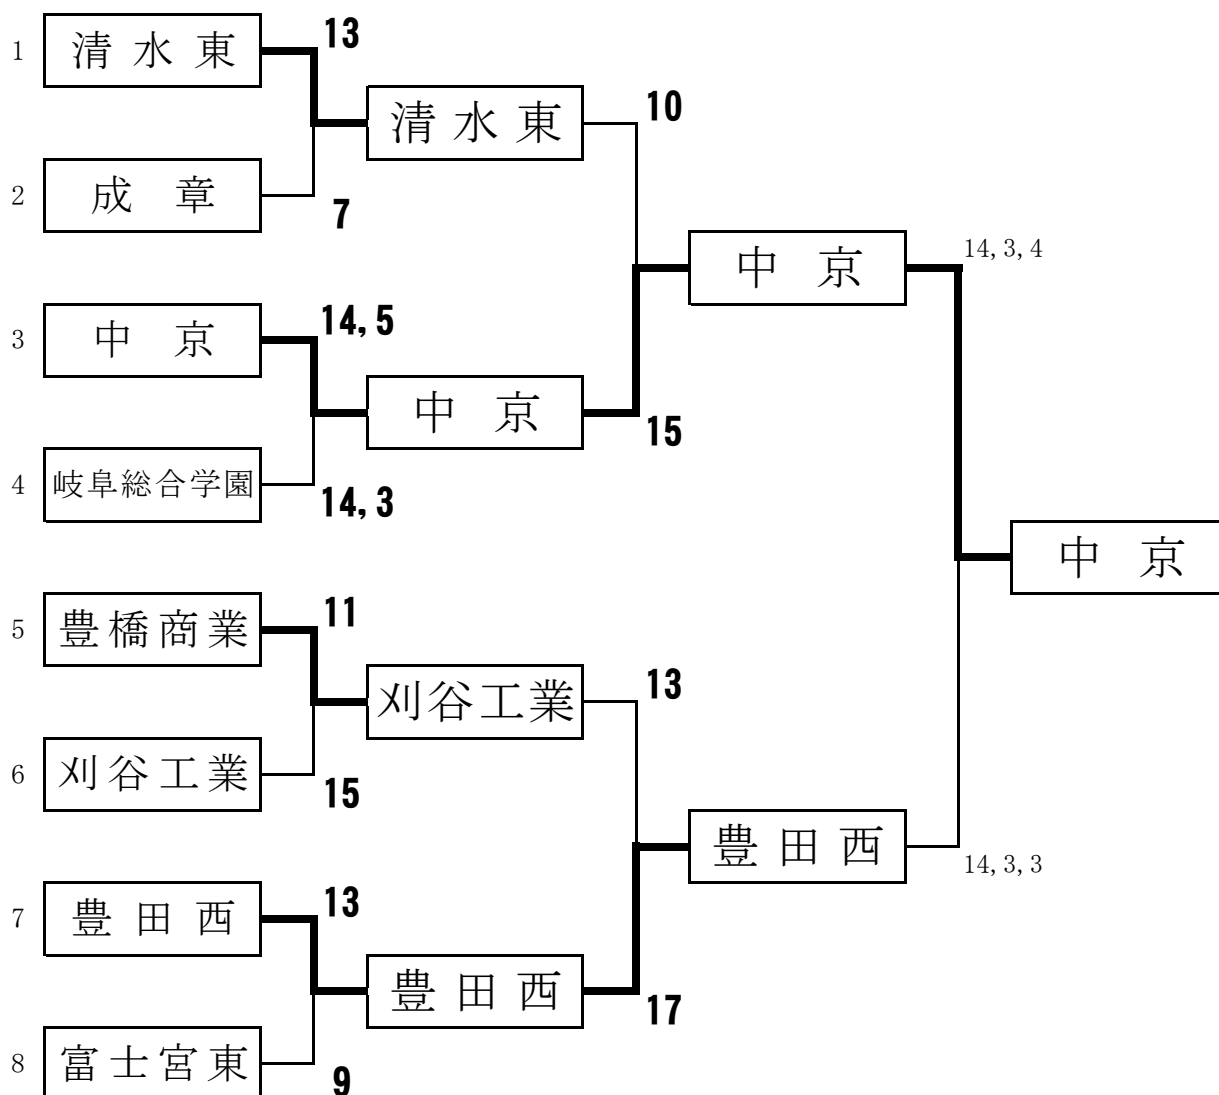 13
1 清水東
清水東
10
2 成章
7
中京
14, 3, 4
14, 5
3 中京
中京
15
4 岐阜総合学園
14, 3
中京
11
5 豊橋商業
刈谷工業
13
6 刈谷工業
15
豊田西
14, 3, 3
13
7 豊田西
豊田西
17
8 富士宮東
9